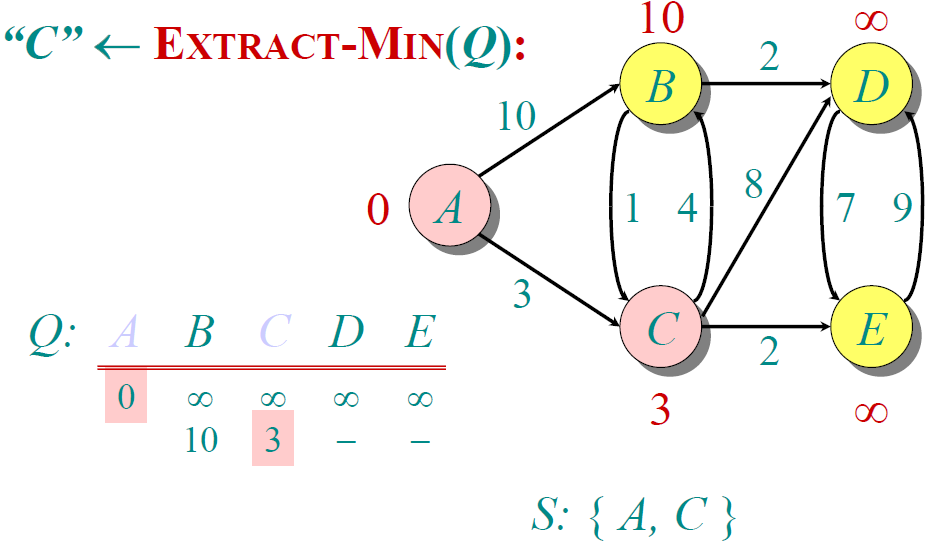 “C” ← EXTRACT-MIN(Q):
10 ∞
B 2 D
10
0 A 1 4 8 7 9
3
C 2 E
3 ∞
Q: A B C D E
0 ∞ ∞ ∞ ∞
10 3 – –
S: { A, C }